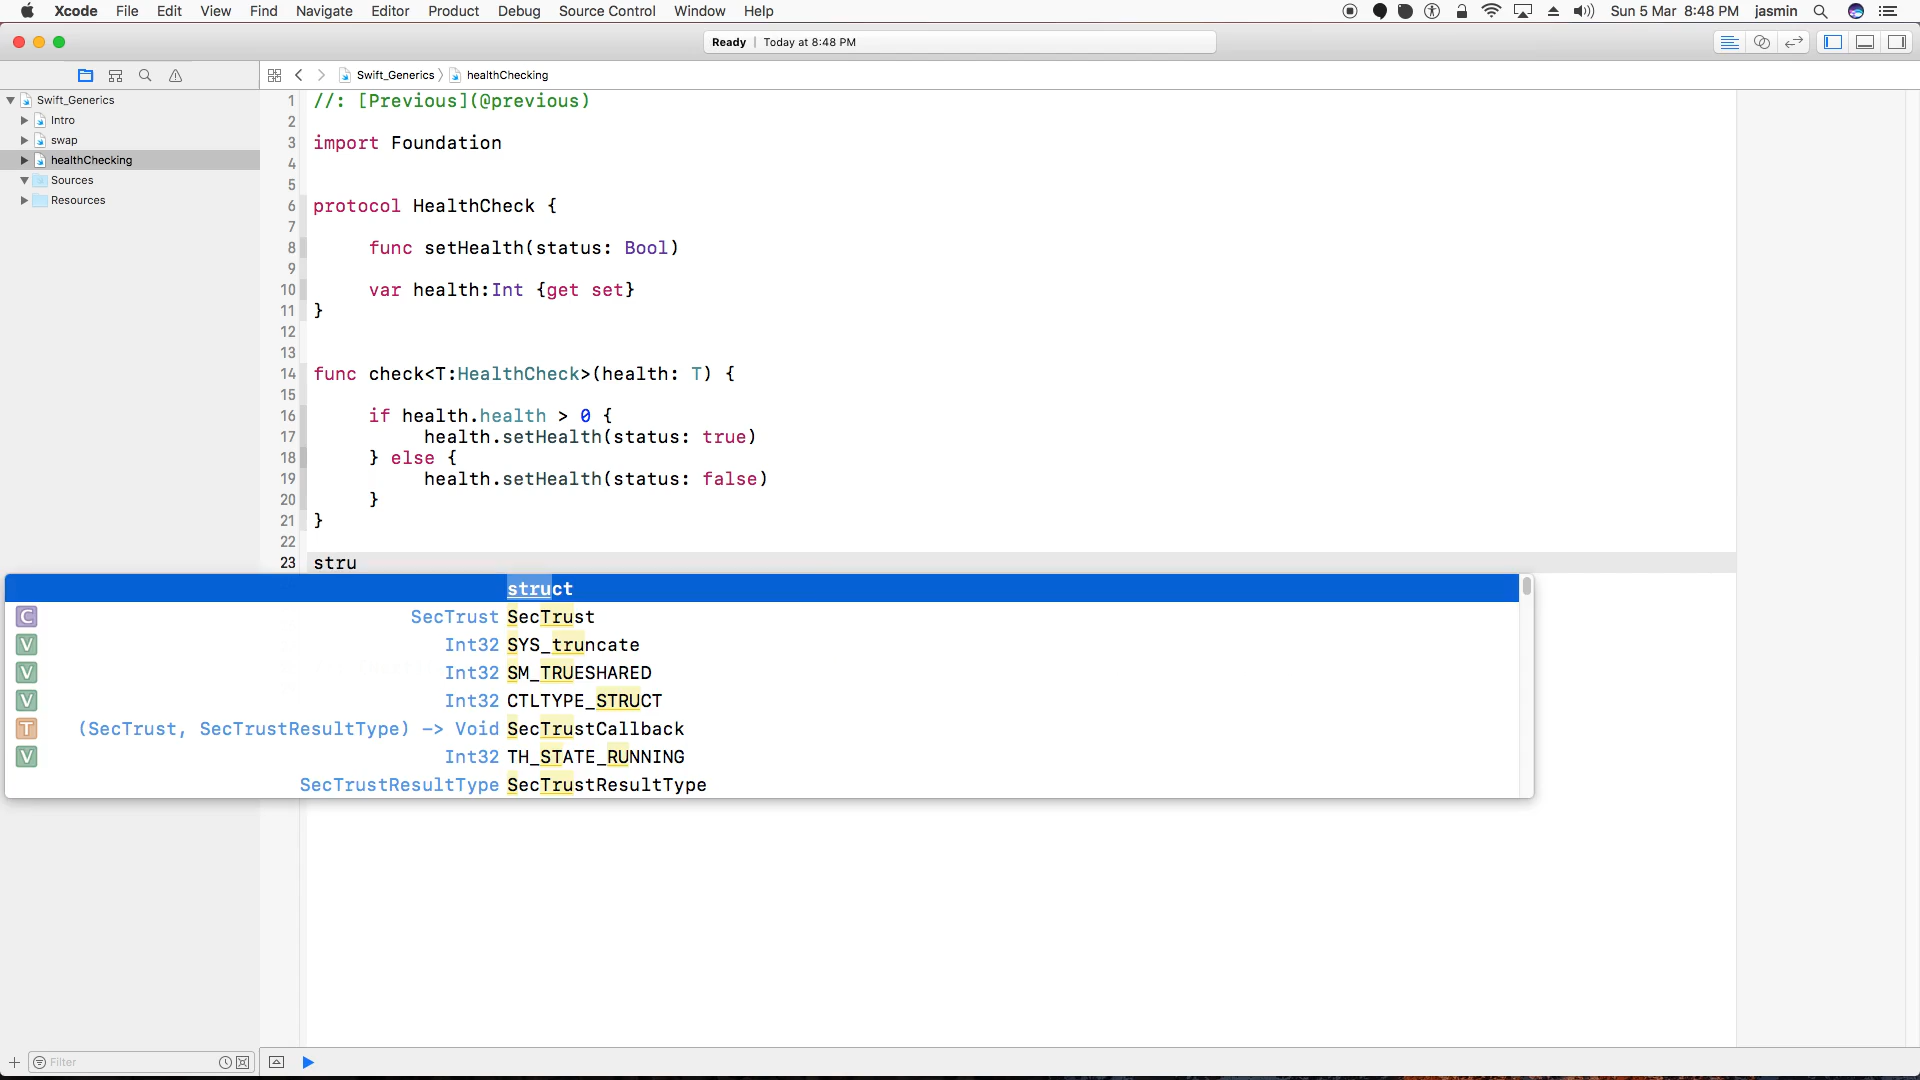 Xcode File Edit View Find Navigate Editor Product Debug Source Control Window Help Sun 5 Mar 8:48 PM jasmin
Ready | Today at 8:48 PM
Swift_Generics healthChecking
Swift_Generics
Intro
swap
healthChecking
Sources
Resources
1 //: [Previous](@previous)
2
3 import Foundation
4
5
6 protocol HealthCheck {
7
8 func setHealth(status: Bool)
9
10 var health:Int {get set}
11 }
12
13
14 func check<T:HealthCheck>(health: T) {
15
16 if health.health > 0 {
17 health.setHealth(status: true)
18 } else {
19 health.setHealth(status: false)
20 }
21 }
22
23 stru
struct
C SecTrust SecTrust
V Int32 SYS_truncate
V Int32 SM_TRUESHARED
V Int32 CTLTYPE_STRUCT
T (SecTrust, SecTrustResultType) -> Void SecTrustCallback
V Int32 TH_STATE_RUNNING
SecTrustResultType SecTrustResultType
Filter